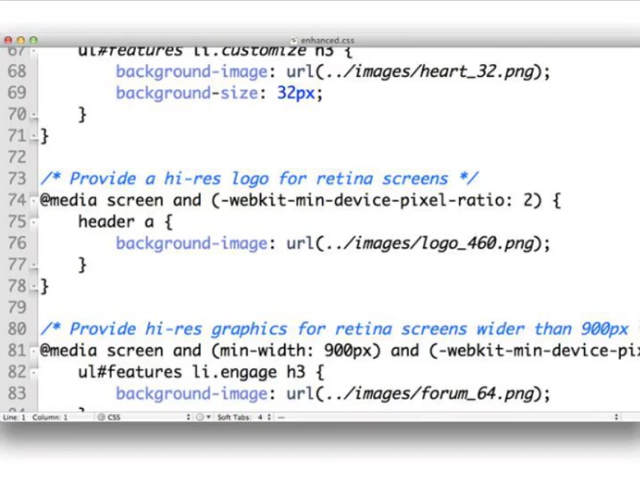 enhanced.css
67 ul#features li.customize h3 {
68 background-image: url(../images/heart_32.png);
69 background-size: 32px;
70 }
71 }
72
73 /* Provide a hi-res logo for retina screens */
74 @media screen and (-webkit-min-device-pixel-ratio: 2) {
75 header a {
76 background-image: url(../images/logo_460.png);
77 }
78 }
79
80 /* Provide hi-res graphics for retina screens wider than 900px
81 @media screen and (min-width: 900px) and (-webkit-min-device-pix
82 ul#features li.engage h3 {
83 background-image: url(../images/forum_64.png);
84
Line: 1 Column: 1 CSS Soft Tabs: 4 —